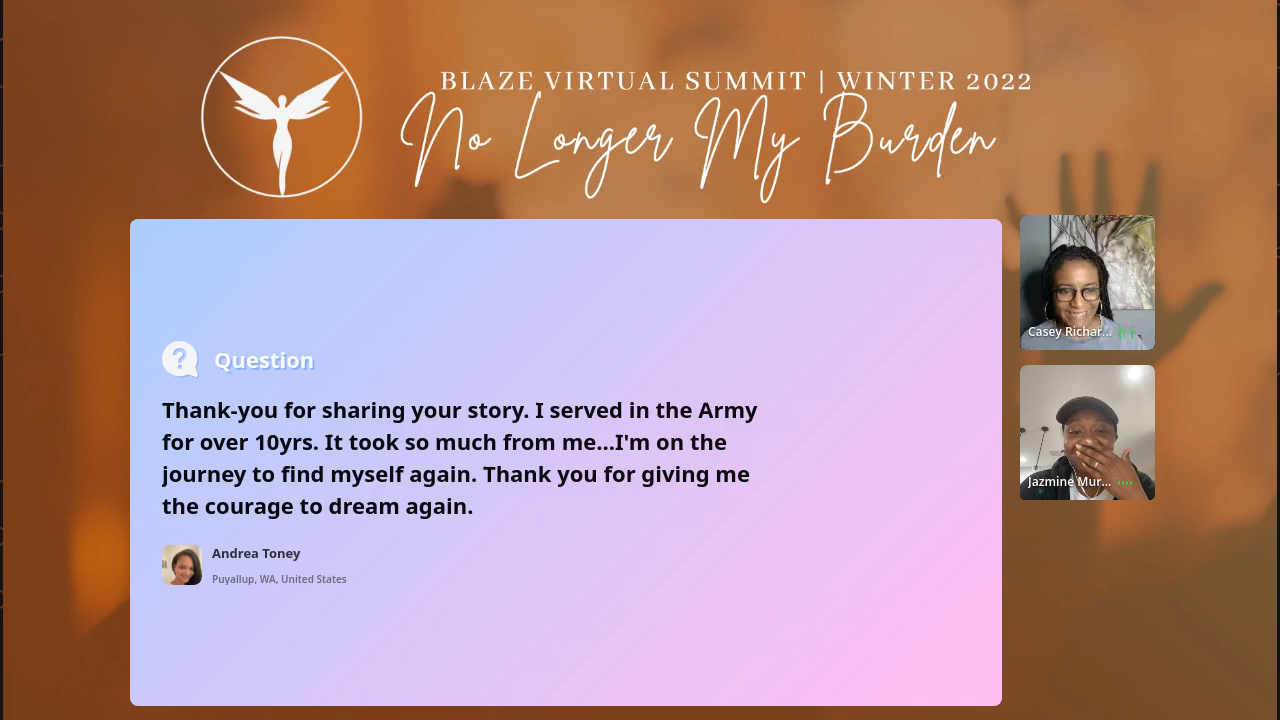 BLAZE VIRTUAL SUMMIT | WINTER 2022
No Longer My Burden
Question
Thank-you for sharing your story. I served in the Army
for over 10yrs. It took so much from me...I'm on the
journey to find myself again. Thank you for giving me
the courage to dream again.
Andrea Toney
Puyallup, WA, United States
Casey Richar...
Jazmine Mur...